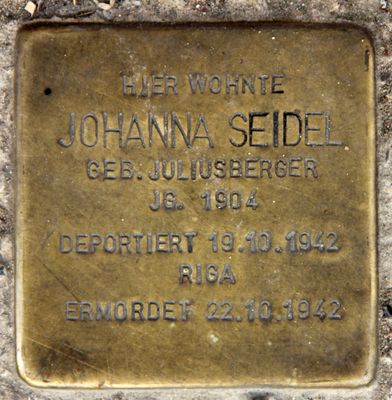 HIER WOHNTE
JOHANNA SEIDEL
GEB. JULIUSBERGER
JG. 1904
DEPORTIERT 19.10.1942
RIGA
ERMORDET 22.10.1942